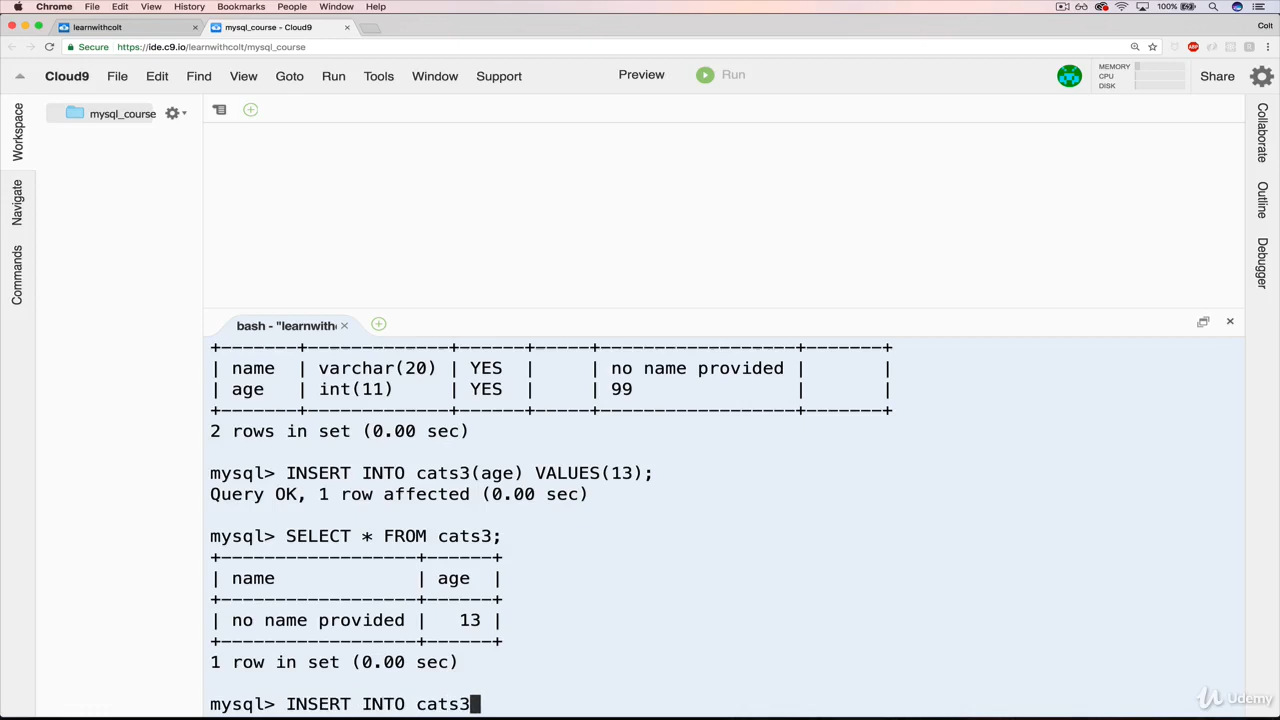 Chrome File Edit View History Bookmarks People Window Help 100% Colt
learnwithcolt mysql_course - Cloud9
Secure https://ide.c9.io/learnwithcolt/mysql_course ABP
Cloud9 File Edit Find View Goto Run Tools Window Support Preview Run MEMORY CPU DISK Share
Workspace
Navigate
Commands
mysql_course
Collaborate
Outline
Debugger
bash - "learnwith
+--------+-------------+------+-----+------------------+-------+
| name | varchar(20) | YES | | no name provided | |
| age | int(11) | YES | | 99 | |
+--------+-------------+------+-----+------------------+-------+
2 rows in set (0.00 sec)
mysql> INSERT INTO cats3(age) VALUES(13);
Query OK, 1 row affected (0.00 sec)
mysql> SELECT * FROM cats3;
+------------------+------+
| name | age |
+------------------+------+
| no name provided | 13 |
+------------------+------+
1 row in set (0.00 sec)
mysql> INSERT INTO cats3
Udemy